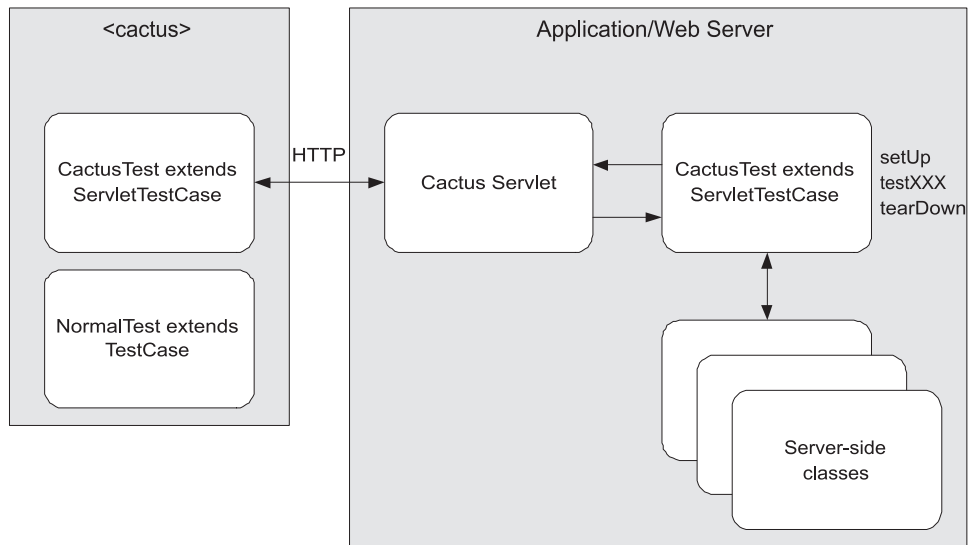 <cactus>
CactusTest extends
ServletTestCase
NormalTest extends
TestCase
HTTP
Application/Web Server
Cactus Servlet
CactusTest extends
ServletTestCase
setUp
testXXX
tearDown
Server-side
classes